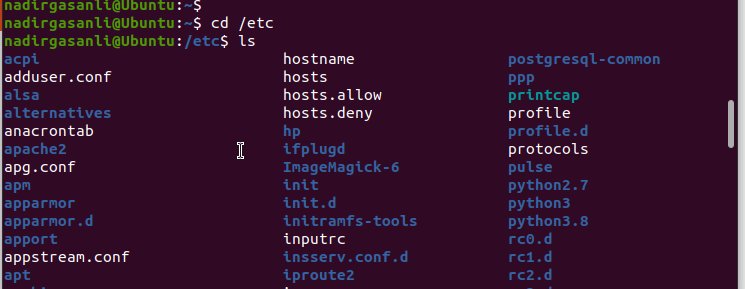 nadirgasanli@Ubuntu:~$
nadirgasanli@Ubuntu:~$ cd /etc
nadirgasanli@Ubuntu:/etc$ ls
acpi hostname postgresql-common
adduser.conf hosts ppp
alsa hosts.allow printcap
alternatives hosts.deny profile
anacrontab hp profile.d
apache2 ifplugd protocols
apg.conf ImageMagick-6 pulse
apm init python2.7
apparmor init.d python3
apparmor.d initramfs-tools python3.8
apport inputrc rc0.d
appstream.conf insserv.conf.d rc1.d
apt iproute2 rc2.d